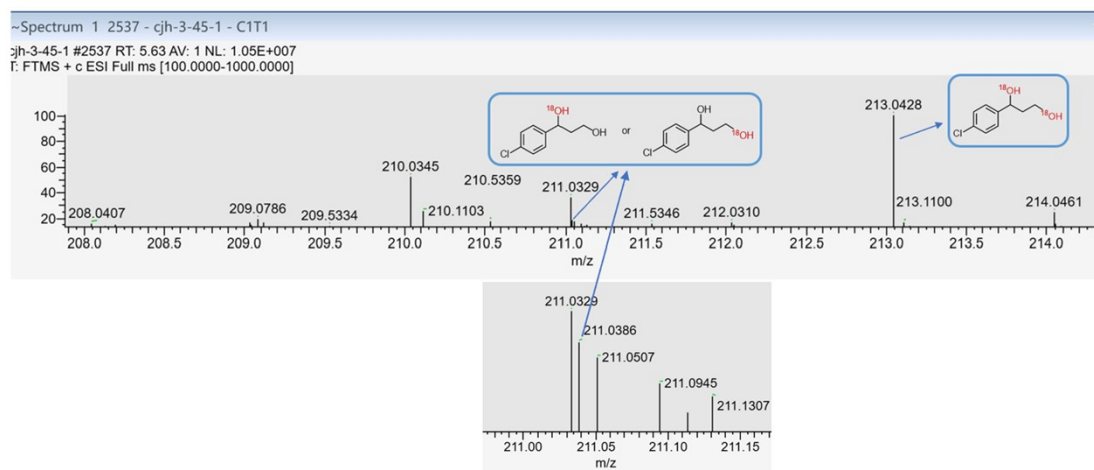 ~Spectrum 1 2537 - cjh-3-45-1 - C1T1
cjh-3-45-1 #2537 RT: 5.63 AV: 1 NL: 1.05E+007
T: FTMS + c ESI Full ms [100.0000-1000.0000]
100
80
60
40
20
208.0407
209.0786
209.5334
210.0345
210.1103
210.5359
211.0329
211.5346
212.0310
213.0428
213.1100
214.0461
18OH
OH
Cl
or
OH
18OH
Cl
18OH
18OH
Cl
208.0 208.5 209.0 209.5 210.0 210.5 211.0 211.5 212.0 212.5 213.0 213.5 214.0
m/z
211.0329
211.0386
211.0507
211.0945
211.1307
211.00 211.05 211.10 211.15
m/z